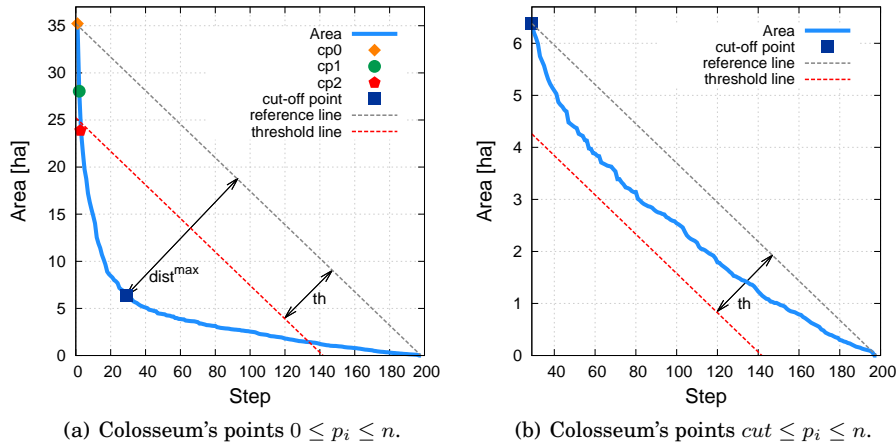 35
30
25
20
15
10
5
0
Area [ha]
0 20 40 60 80 100 120 140 160 180 200
Step
Area
cp0
cp1
cp2
cut-off point
reference line
threshold line
dist^max
th
(a) Colosseum's points 0 ≤ p_i ≤ n.
6
5
4
3
2
1
0
Area [ha]
40 60 80 100 120 140 160 180 200
Step
Area
cut-off point
reference line
threshold line
th
(b) Colosseum's points cut ≤ p_i ≤ n.